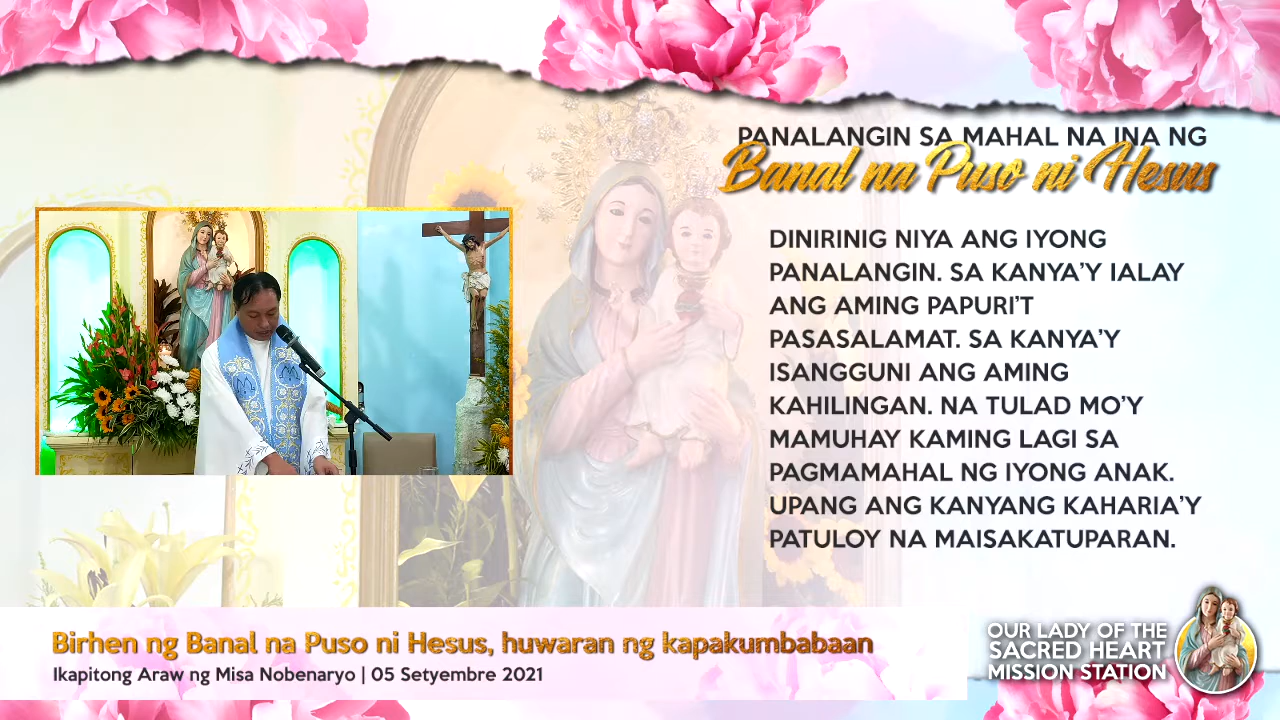 PANALANGIN SA MAHAL NA INA NG
Banal na Puso ni Hesus
DINIRINIG NIYA ANG IYONG
PANALANGIN. SA KANYA'Y IALAY
ANG AMING PAPURI'T
PASASALAMAT. SA KANYA'Y
ISANGGUNI ANG AMING
KAHILINGAN. NA TULAD MO'Y
MAMUHAY KAMING LAGI SA
PAGMAMAHAL NG IYONG ANAK.
UPANG ANG KANYANG KAHARIA'Y
PATULOY NA MAISAKATUPARAN.
Birhen ng Banal na Puso ni Hesus, huwaran ng kapakumbabaan
Ikapitong Araw ng Misa Nobenaryo | 05 Setyembre 2021
OUR LADY OF THE
SACRED HEART
MISSION STATION